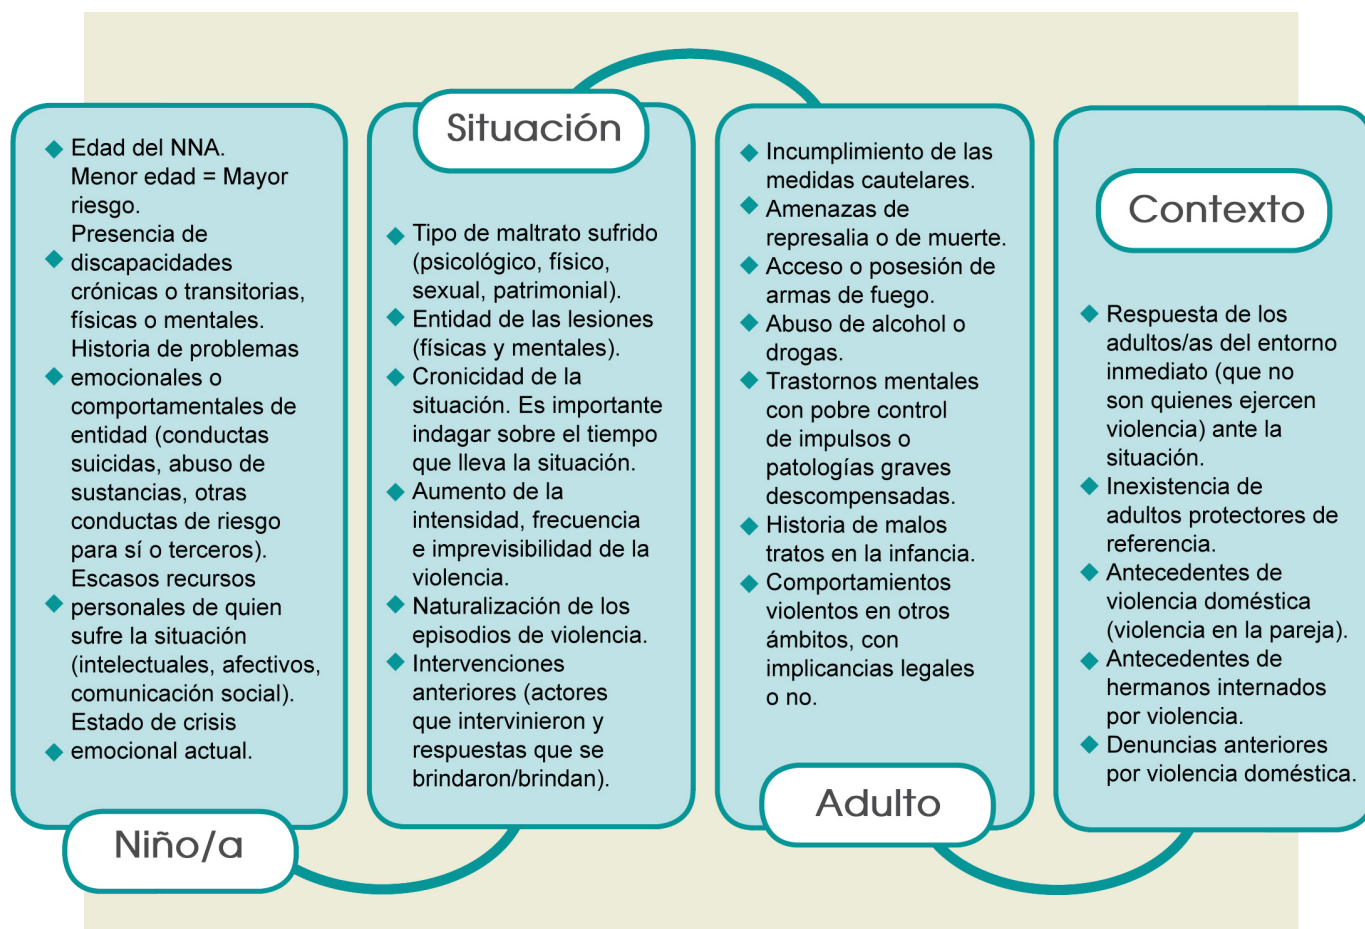 Edad del NNA.
Menor edad = Mayor
riesgo.
Presencia de
discapacidades
crónicas o transitorias,
físicas o mentales.
Historia de problemas
emocionales o
comportamentales de
entidad (conductas
suicidas, abuso de
sustancias, otras
conductas de riesgo
para sí o terceros).
Escasos recursos
personales de quien
sufre la situación
(intelectuales, afectivos,
comunicación social).
Estado de crisis
emocional actual.
Niño/a
Situación
Tipo de maltrato sufrido
(psicológico, físico,
sexual, patrimonial).
Entidad de las lesiones
(físicas y mentales).
Cronicidad de la
situación. Es importante
indagar sobre el tiempo
que lleva la situación.
Aumento de la
intensidad, frecuencia
e imprevisibilidad de la
violencia.
Naturalización de los
episodios de violencia.
Intervenciones
anteriores (actores
que intervinieron y
respuestas que se
brindaron/brindan).
Incumplimiento de las
medidas cautelares.
Amenazas de
represalia o de muerte.
Acceso o posesión de
armas de fuego.
Abuso de alcohol o
drogas.
Trastornos mentales
con pobre control
de impulsos o
patologías graves
descompensadas.
Historia de malos
tratos en la infancia.
Comportamientos
violentos en otros
ámbitos, con
implicancias legales
o no.
Adulto
Contexto
Respuesta de los
adultos/as del entorno
inmediato (que no
son quienes ejercen
violencia) ante la
situación.
Inexistencia de
adultos protectores de
referencia.
Antecedentes de
violencia doméstica
(violencia en la pareja).
Antecedentes de
hermanos internados
por violencia.
Denuncias anteriores
por violencia doméstica.